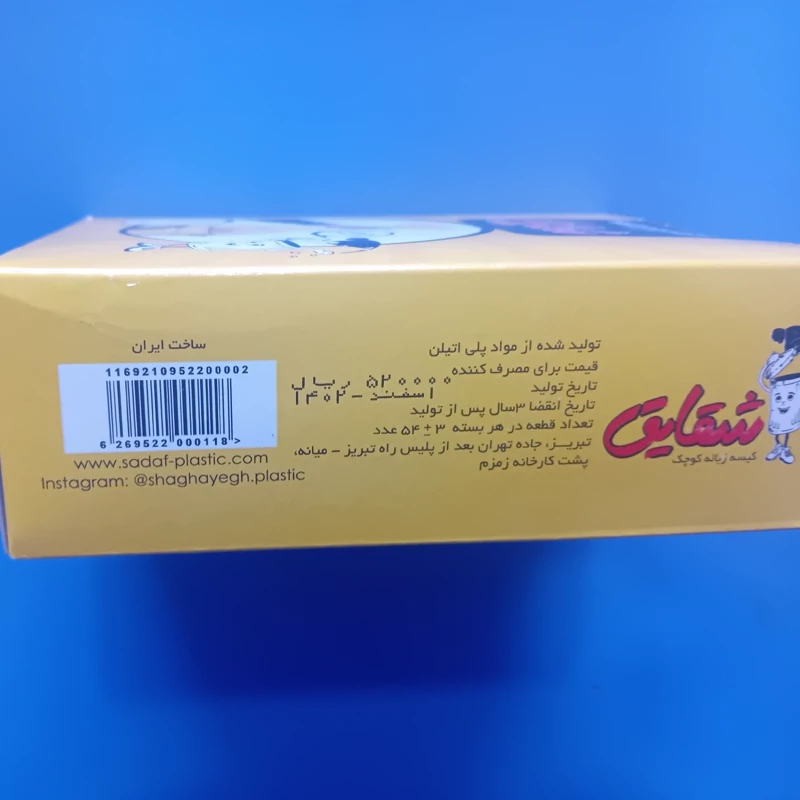 شقایق
کیسه زباله کوچک
تولید شده از مواد پلی اتیلن
قیمت برای مصرف کننده ۵۲۰۰۰۰ ریال
تاریخ تولید اسفند-۱۴۰۲
تاریخ انقضا ۳سال پس از تولید
تعداد قطعه در هر بسته ۳±۵۴ عدد
تبریـز، جاده تهران بعد از پلیس راه تبریز – میانه،
پشت کارخانه زمزم
ساخت ایران
1169210952200002
6 269522 000118 >
www.sadaf-plastic.com
Instagram: @shaghayegh.plastic